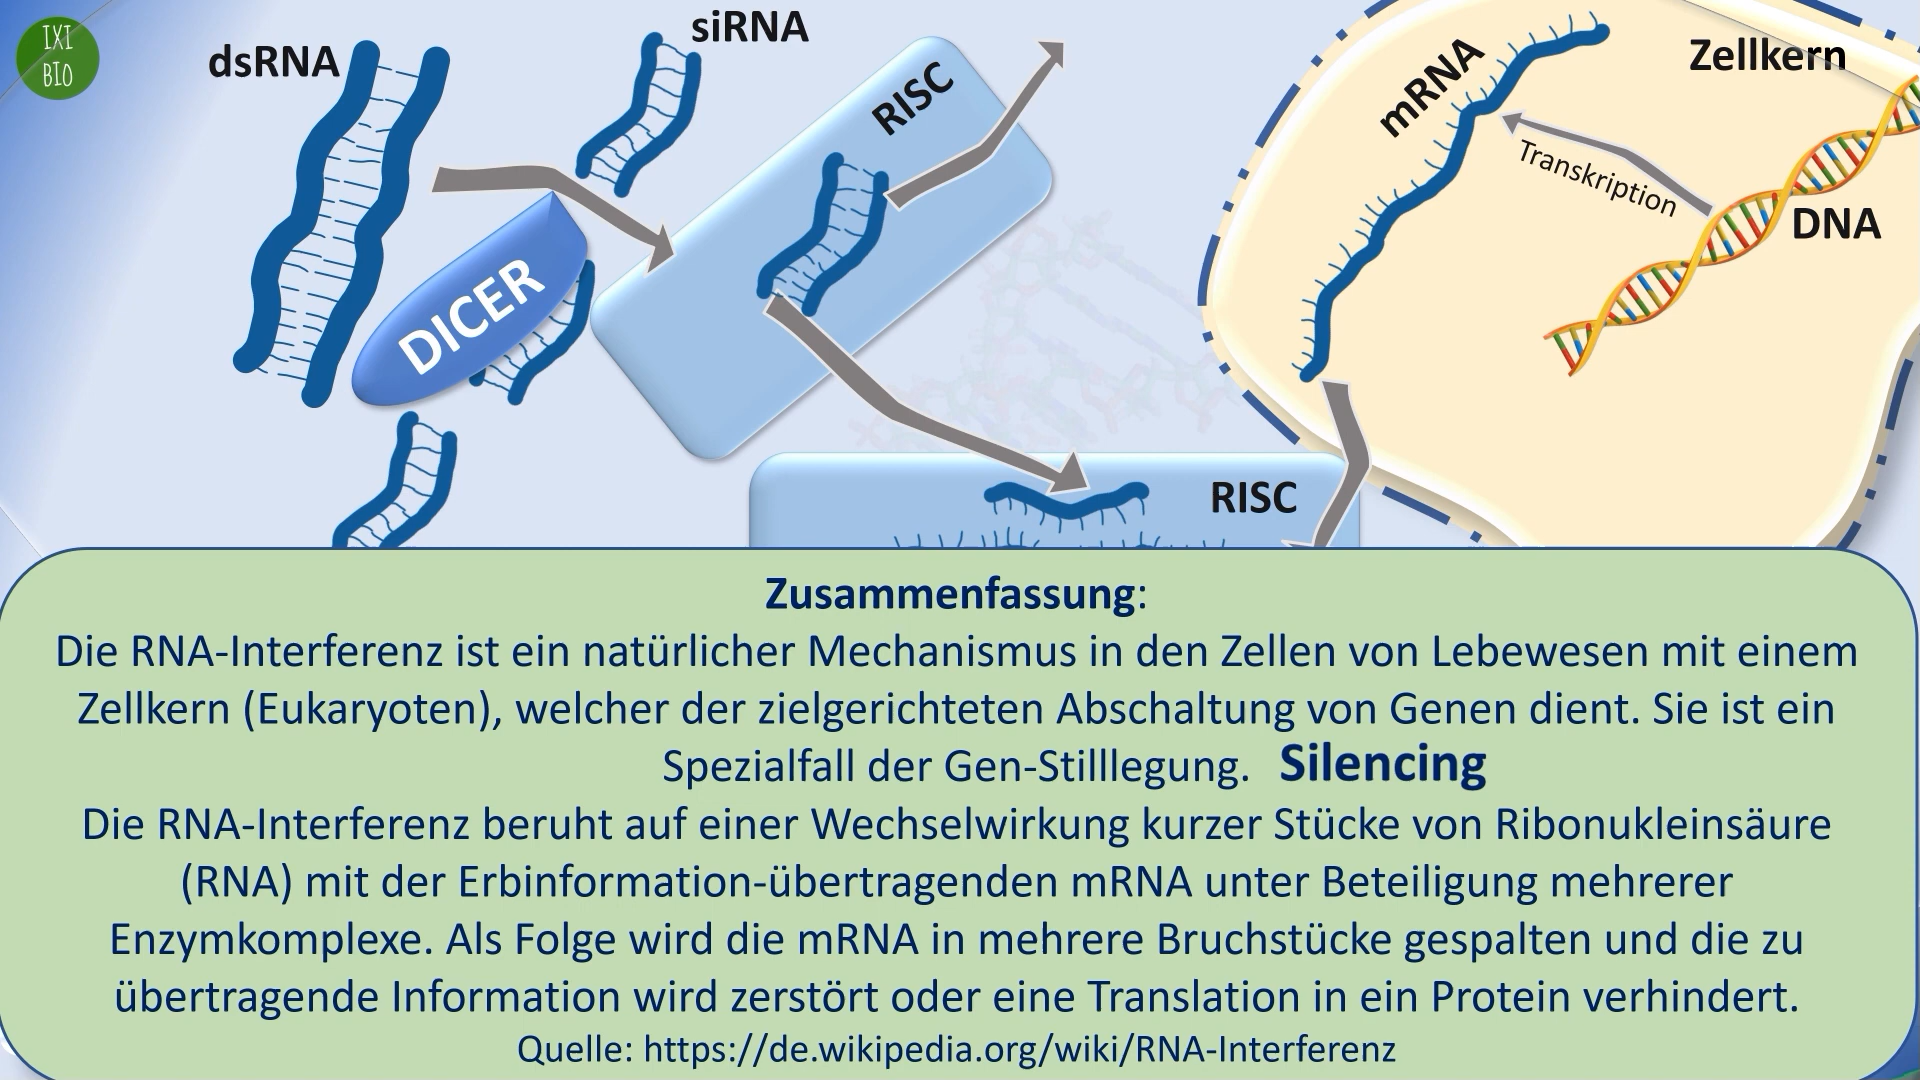 IXI
BIO
dsRNA
siRNA
RISC
mRNA
Zellkern
Transkription
DNA
DICER
RISC
Zusammenfassung:
Die RNA-Interferenz ist ein natürlicher Mechanismus in den Zellen von Lebewesen mit einem
Zellkern (Eukaryoten), welcher der zielgerichteten Abschaltung von Genen dient. Sie ist ein
Spezialfall der Gen-Stilllegung. Silencing
Die RNA-Interferenz beruht auf einer Wechselwirkung kurzer Stücke von Ribonukleinsäure
(RNA) mit der Erbinformation-übertragenden mRNA unter Beteiligung mehrerer
Enzymkomplexe. Als Folge wird die mRNA in mehrere Bruchstücke gespalten und die zu
übertragende Information wird zerstört oder eine Translation in ein Protein verhindert.
Quelle: https://de.wikipedia.org/wiki/RNA-Interferenz